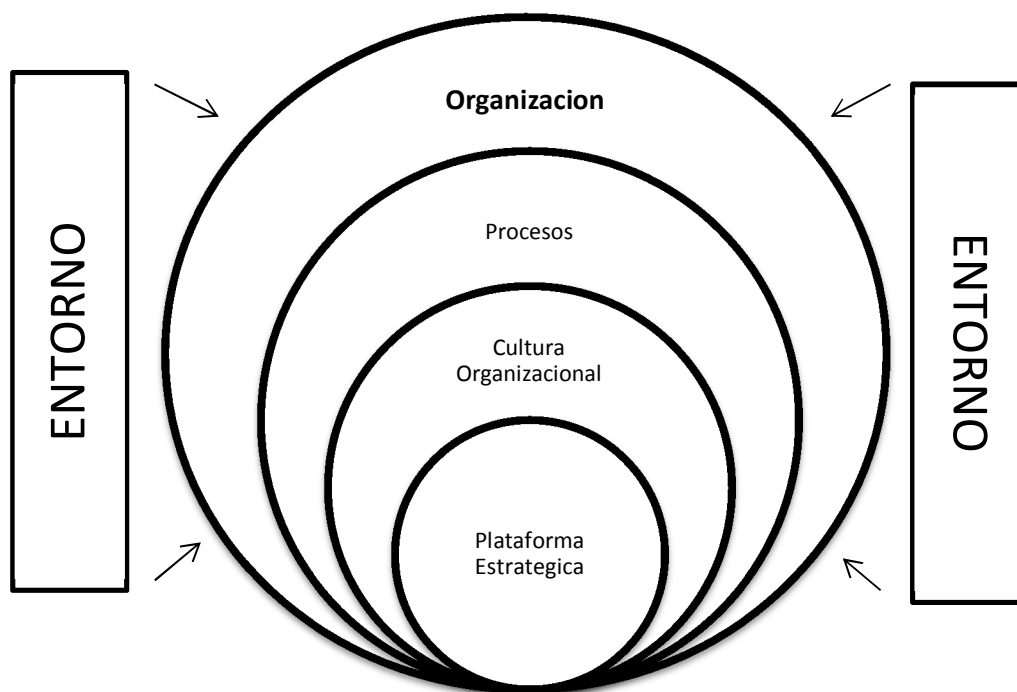 Organizacion
ENTORNO
Procesos
ENTORNO
Cultura
Organizacional
Plataforma
Estrategica